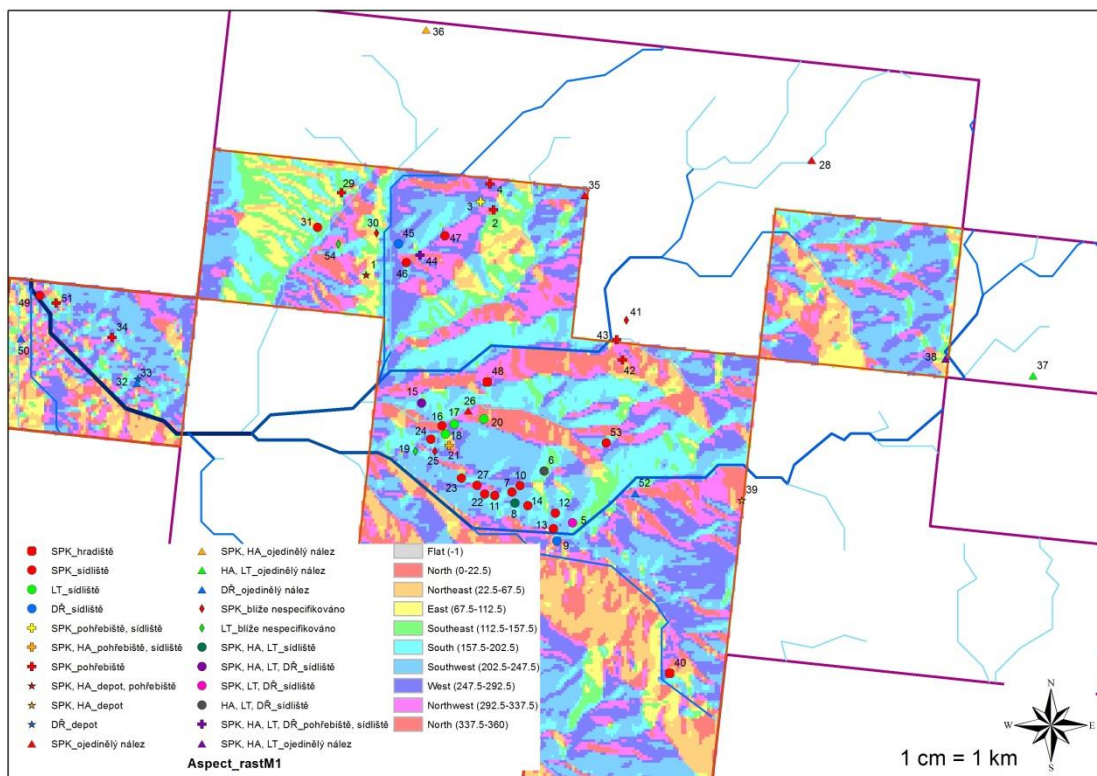 36
28
29
4
3
2
35
31
30
45
47
54
1
46
44
41
49
51
43
34
42
50
38
37
33
32
48
15
26
17
16
20
24
18
53
19
25
21
6
23
27
10
7
52
39
22
11
14
12
8
5
13
9
40
SPK_hradiště
SPK_sídliště
LT_sídliště
DŘ_sídliště
SPK_pohřebiště, sídliště
SPK, HA_pohřebiště, sídliště
SPK_pohřebiště
SPK, HA_depot, pohřebiště
SPK, HA_depot
DŘ_depot
SPK_ojedinělý nález
SPK, HA_ojedinělý nález
HA, LT_ojedinělý nález
DŘ_ojedinělý nález
SPK_blíže nespecifikováno
LT_blíže nespecifikováno
SPK, HA, LT_sídliště
SPK, HA, LT, DŘ_sídliště
SPK, LT, DŘ_sídliště
HA, LT, DŘ_sídliště
SPK, HA, LT, DŘ_pohřebiště, sídliště
SPK, HA, LT_ojedinělý nález
Flat (-1)
North (0-22.5)
Northeast (22.5-67.5)
East (67.5-112.5)
Southeast (112.5-157.5)
South (157.5-202.5)
Southwest (202.5-247.5)
West (247.5-292.5)
Northwest (292.5-337.5)
North (337.5-360)
Aspect_rastM1
N
W
E
S
1 cm = 1 km